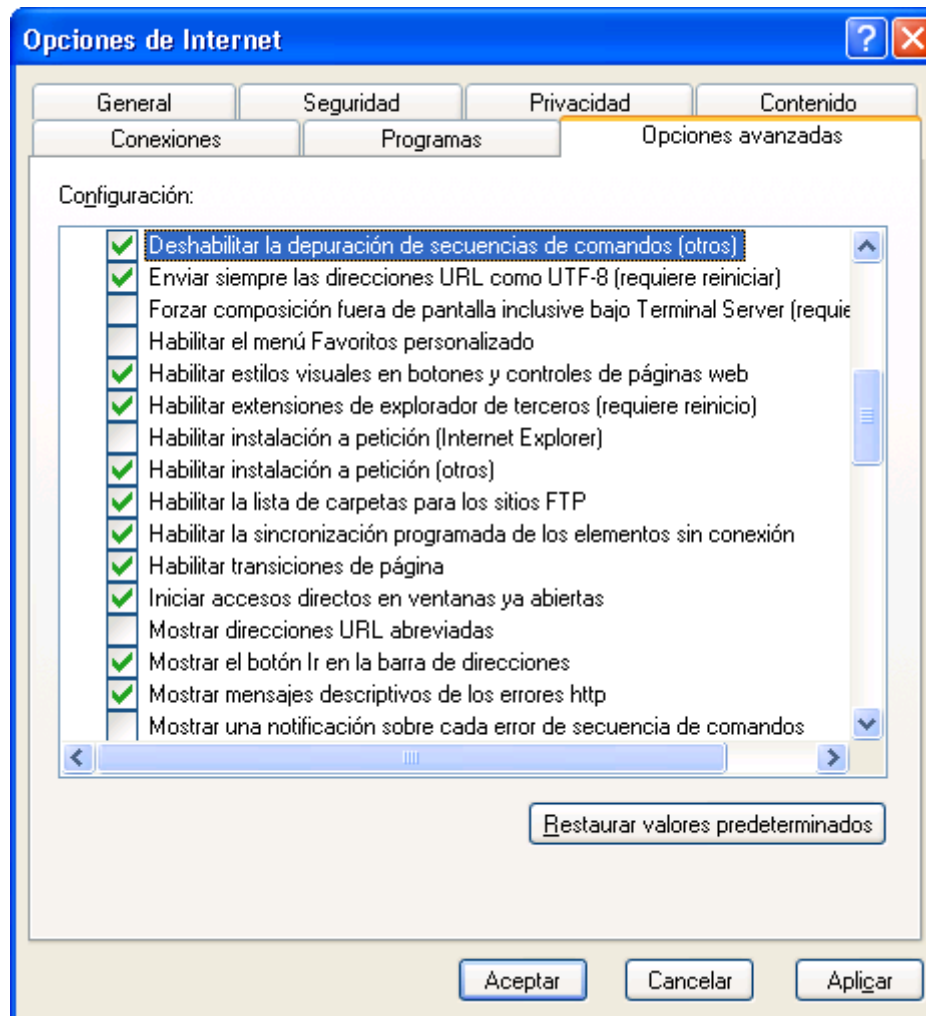 Opciones de Internet
General Seguridad Privacidad Contenido
Conexiones Programas Opciones avanzadas
Configuración:
Deshabilitar la depuración de secuencias de comandos (otros)
Enviar siempre las direcciones URL como UTF-8 (requiere reiniciar)
Forzar composición fuera de pantalla inclusive bajo Terminal Server (requie
Habilitar el menú Favoritos personalizado
Habilitar estilos visuales en botones y controles de páginas web
Habilitar extensiones de explorador de terceros (requiere reinicio)
Habilitar instalación a petición (Internet Explorer)
Habilitar instalación a petición (otros)
Habilitar la lista de carpetas para los sitios FTP
Habilitar la sincronización programada de los elementos sin conexión
Habilitar transiciones de página
Iniciar accesos directos en ventanas ya abiertas
Mostrar direcciones URL abreviadas
Mostrar el botón Ir en la barra de direcciones
Mostrar mensajes descriptivos de los errores http
Mostrar una notificación sobre cada error de secuencia de comandos
Restaurar valores predeterminados
Aceptar Cancelar Aplicar